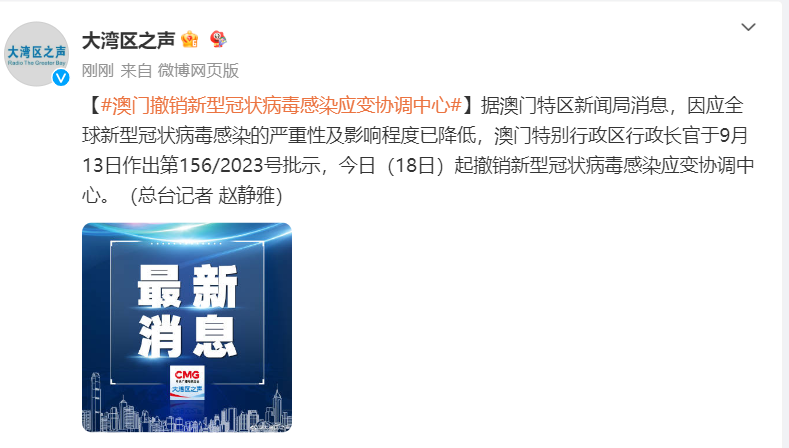 大湾区之声
大湾区之声
Radio The Greater Bay
刚刚 来自 微博网页版
【#澳门撤销新型冠状病毒感染应变协调中心#】据澳门特区新闻局消息，因应全
球新型冠状病毒感染的严重性及影响程度已降低，澳门特别行政区行政长官于9月
13日作出第156/2023号批示，今日（18日）起撤销新型冠状病毒感染应变协调中
心。（总台记者 赵静雅）
最新
消息
CMG
大湾区之声